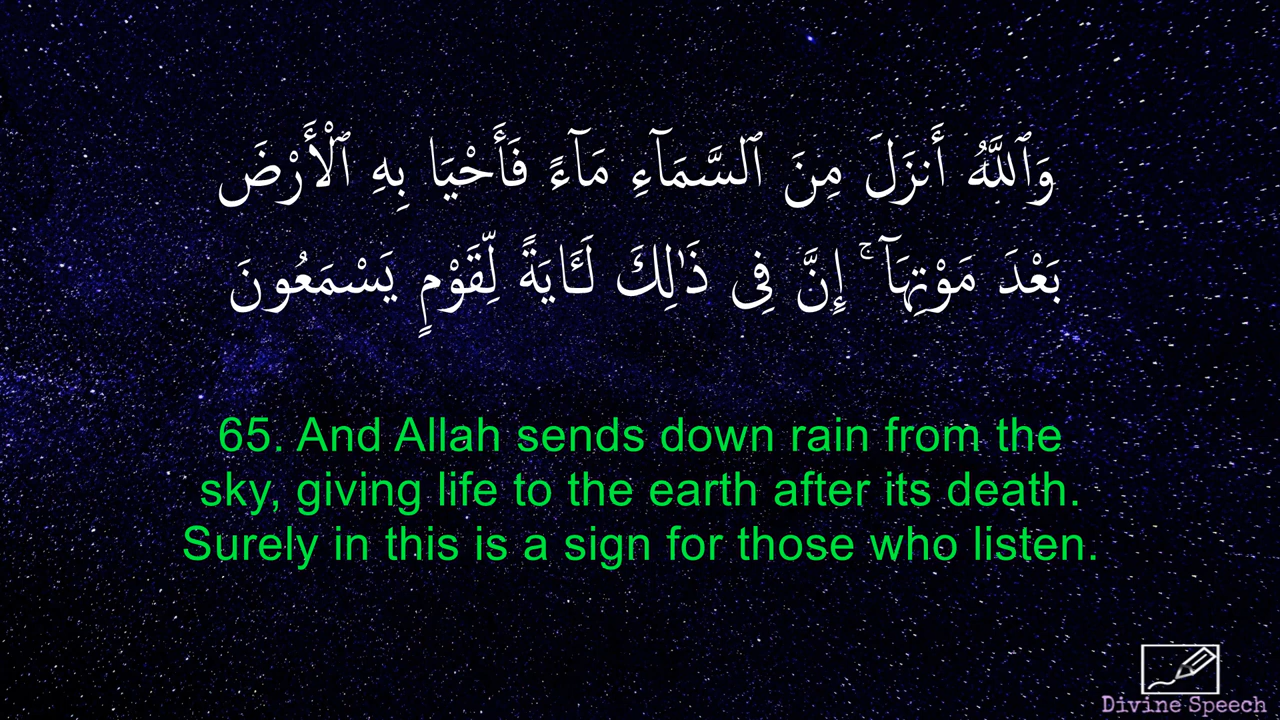 وَٱللَّهُ أَنزَلَ مِنَ ٱلسَّمَآءِ مَآءً فَأَحْيَا بِهِ ٱلْأَرْضَ
بَعْدَ مَوْتِهَآ ۚ إِنَّ فِى ذَٰلِكَ لَـَٔايَةً لِّقَوْمٍ يَسْمَعُونَ
65. And Allah sends down rain from the
sky, giving life to the earth after its death.
Surely in this is a sign for those who listen.
Divine Speech